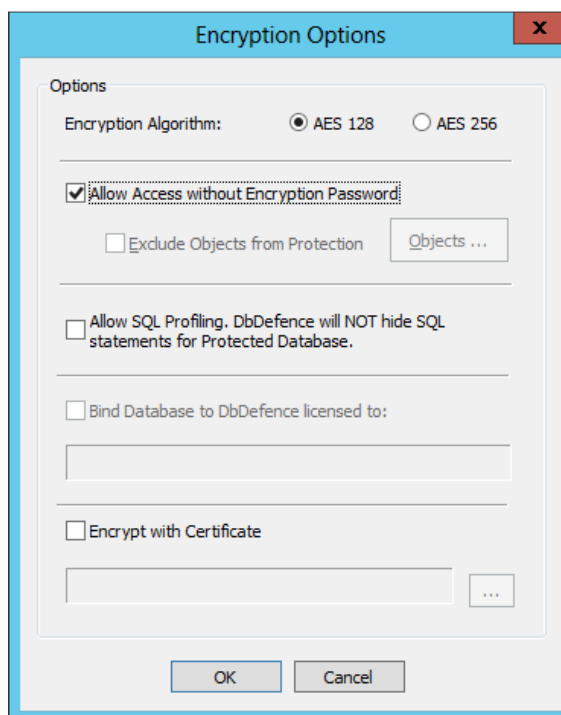 Encryption Options
x
Options
Encryption Algorithm: AES 128 AES 256
Allow Access without Encryption Password
Exclude Objects from Protection Objects ...
Allow SQL Profiling. DbDefence will NOT hide SQL
statements for Protected Database.
Bind Database to DbDefence licensed to:
Encrypt with Certificate
...
OK Cancel